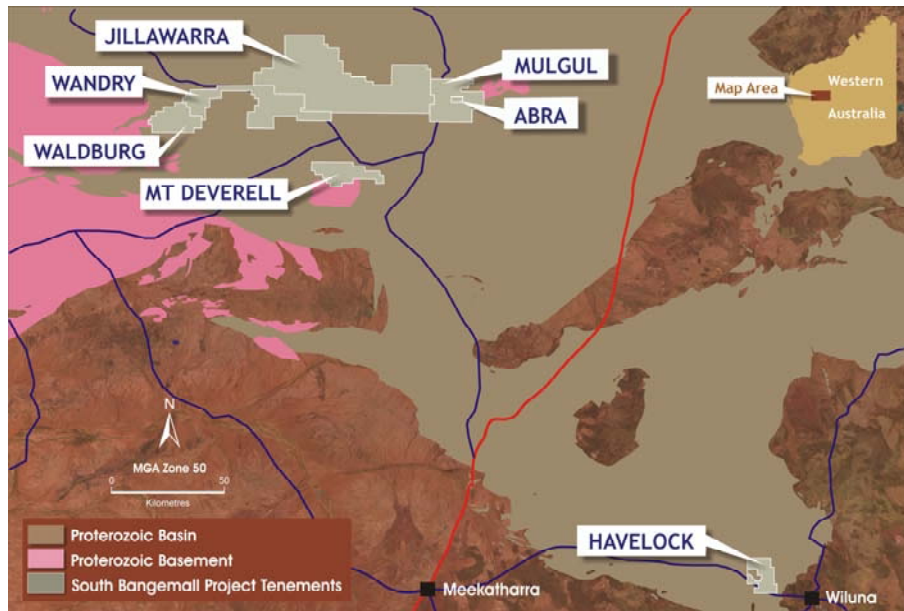 JILLAWARRA
WANDRY
MULGUL
ABRA
WALDBURG
MT DEVERELL
Map Area
Western
Australia
N
MGA Zone 50
50
0
50
Kilometres
Proterozoic Basin
Proterozoic Basement
South Bangemall Project Tenements
HAVELOCK
Meekatharra
Wiluna